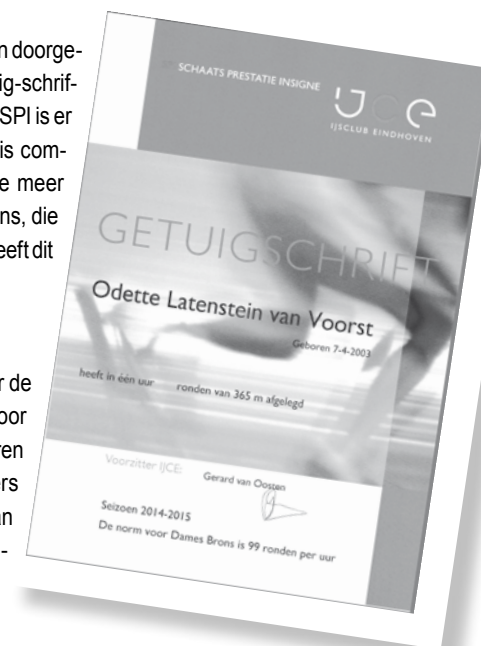 n doorge-
ig-schrif-
SPI is er
is com-
e meer
ns, die
eeft dit
r de
oor
ren
ers
an
-
SCHAATS PRESTATIE INSIGNE
IJCE
IJSCLUB EINDHOVEN
GETUIGSCHRIFT
Odette Latenstein van Voorst
Geboren 7-4-2003
heeft in één uur ronden van 365 m afgelegd
Voorzitter IJCE: Gerard van Oosten
Seizoen 2014-2015
De norm voor Dames Brons is 99 ronden per uur